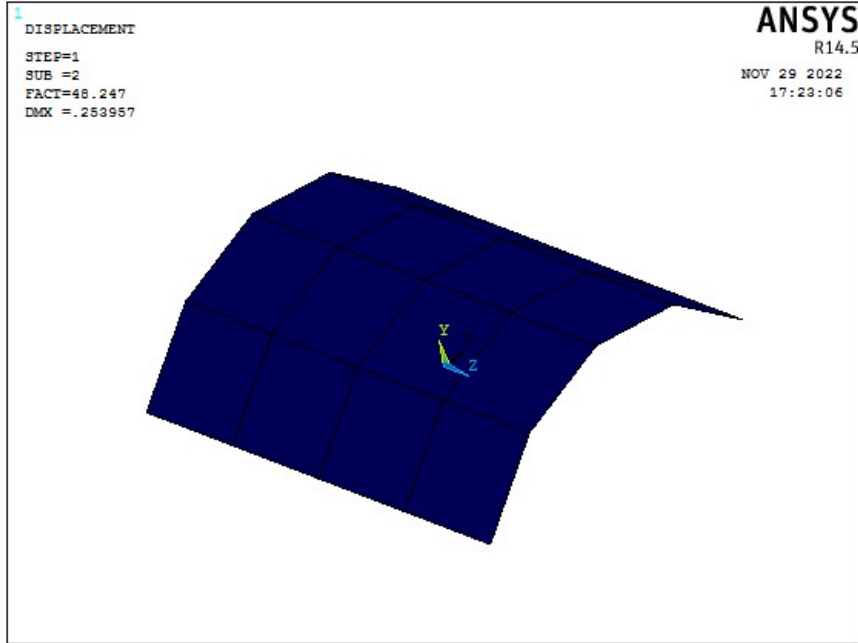 1
DISPLACEMENT
STEP=1
SUB =2
FACT=48.247
DMX =.253957
ANSYS
R14.5
NOV 29 2022
17:23:06
Y
X
Z